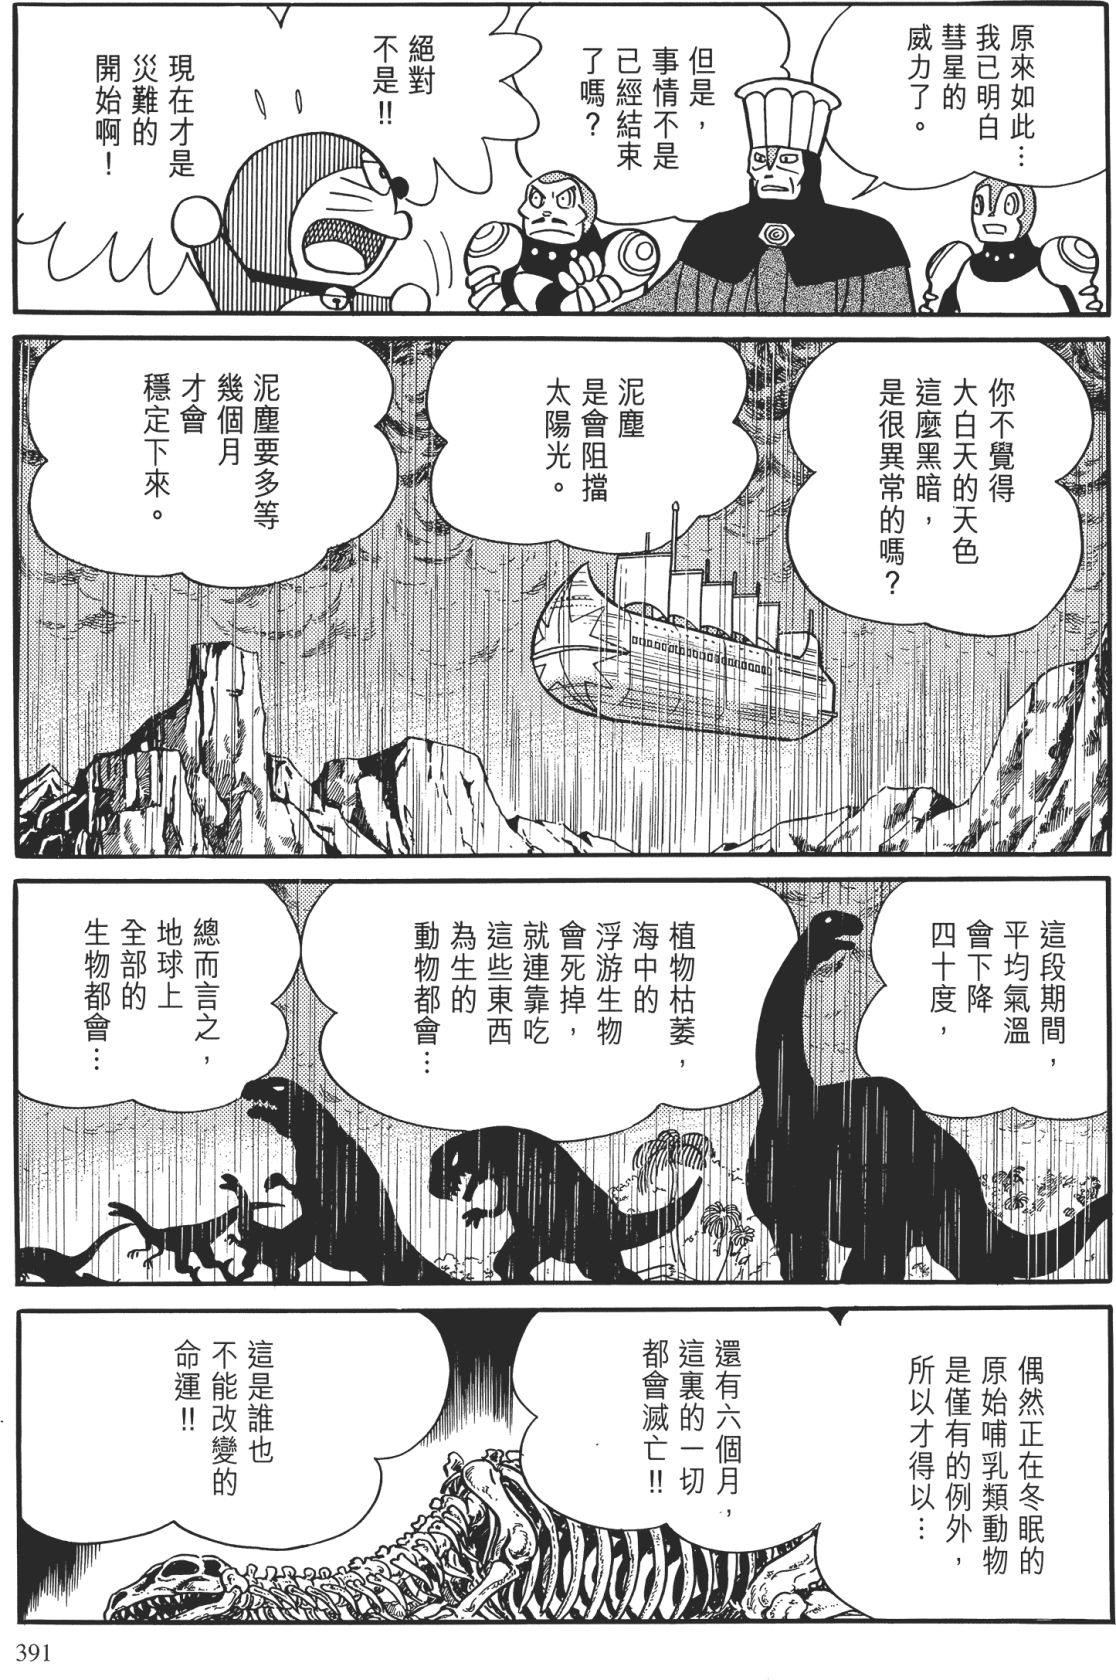 原來如此⋯
我已明白
彗星的
威力了。
但是，
事情不是
已經結束
了嗎？
絕對
不是!!
現在才是
災難的
開始啊！
你不覺得
大白天的天色
這麼黑暗，
是很異常的嗎？
泥塵
是會阻擋
太陽光。
泥塵要多等
幾個月
才會
穩定下來。
這段期間，
平均氣溫
會下降
四十度，
植物枯萎，
海中的
浮游生物
會死掉，
就連靠吃
這些東西
為生的
動物都會⋯
總而言之，
地球上
全部的
生物都會⋯
偶然正在冬眠的
原始哺乳類動物
是僅有的例外，
所以才得以⋯
還有六個月，
這裏的一切
都會滅亡!!
這是誰也
不能改變的
命運!!
391